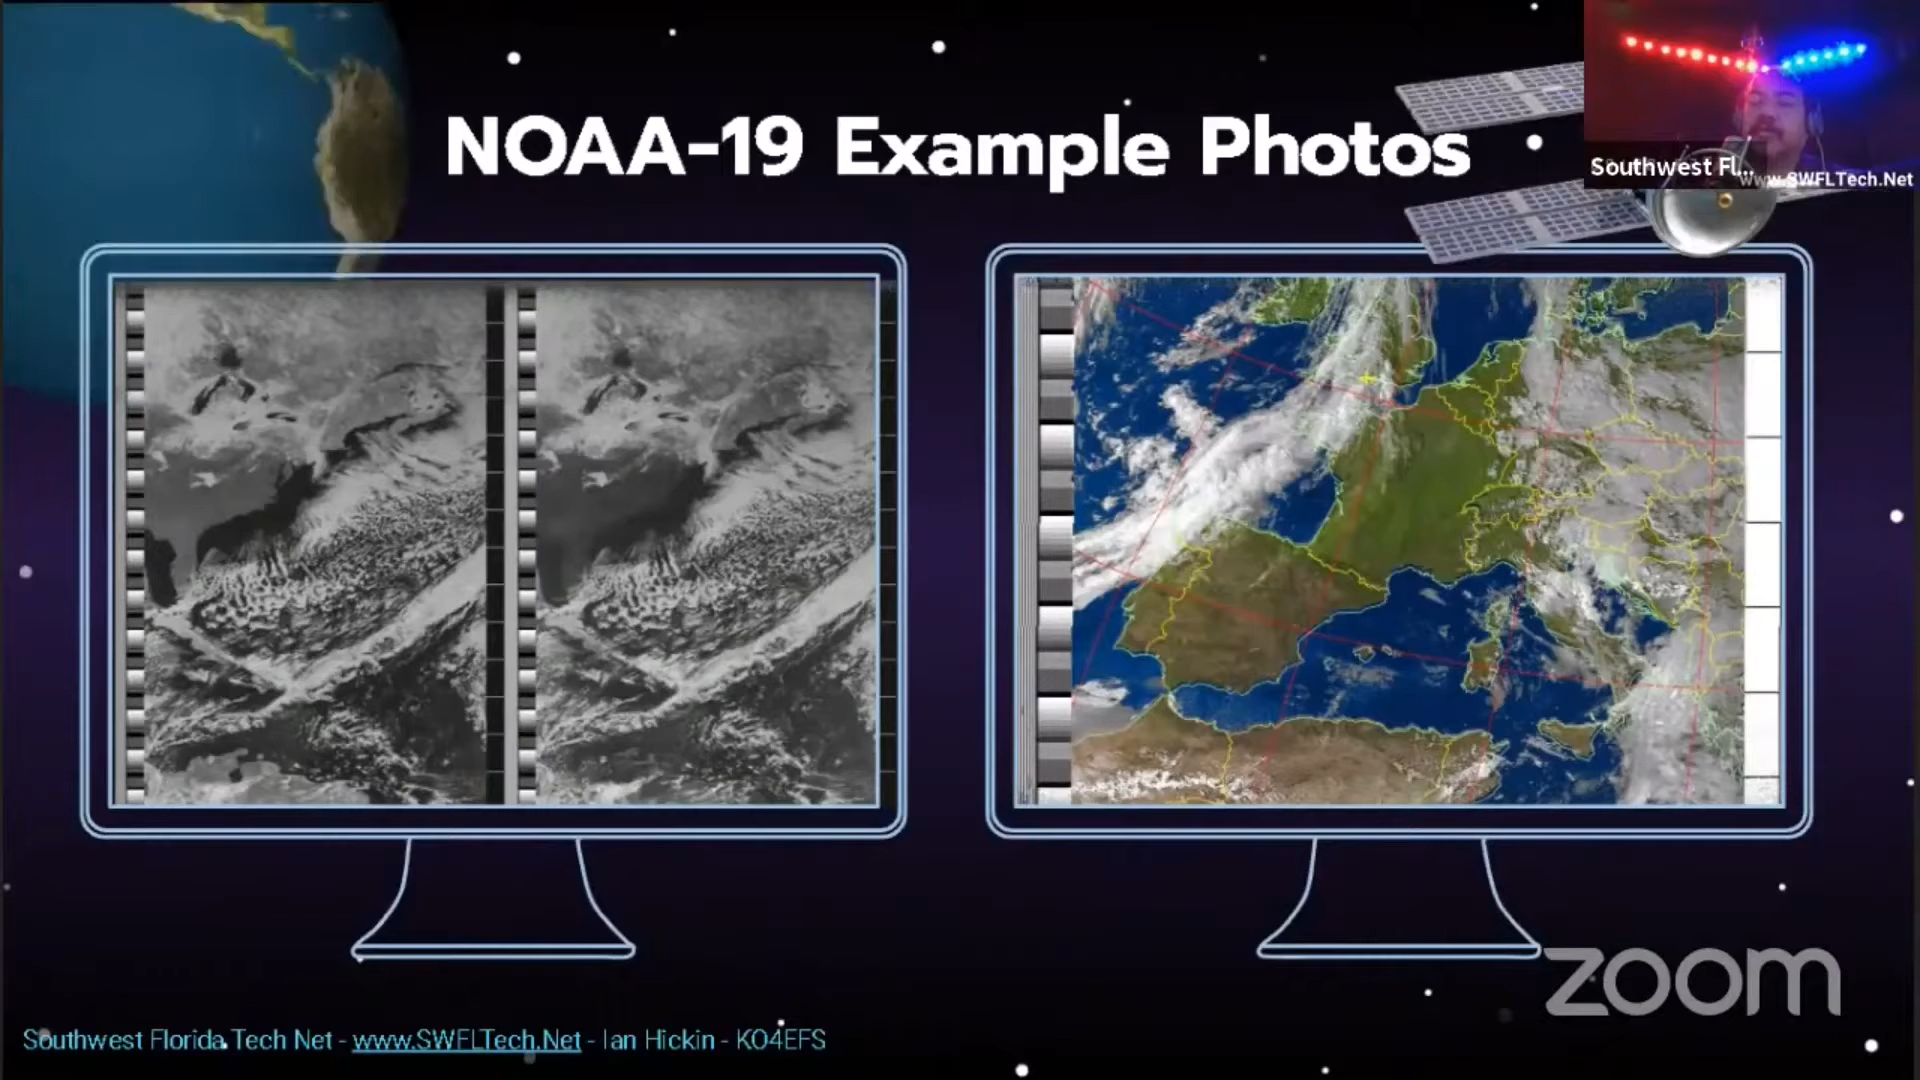 NOAA-19 Example Photos
Southwest Fl...
www.SWFLTech.Net
zoom
Southwest Florida Tech Net - www.SWFLTech.Net - Ian Hickin - KO4EFS